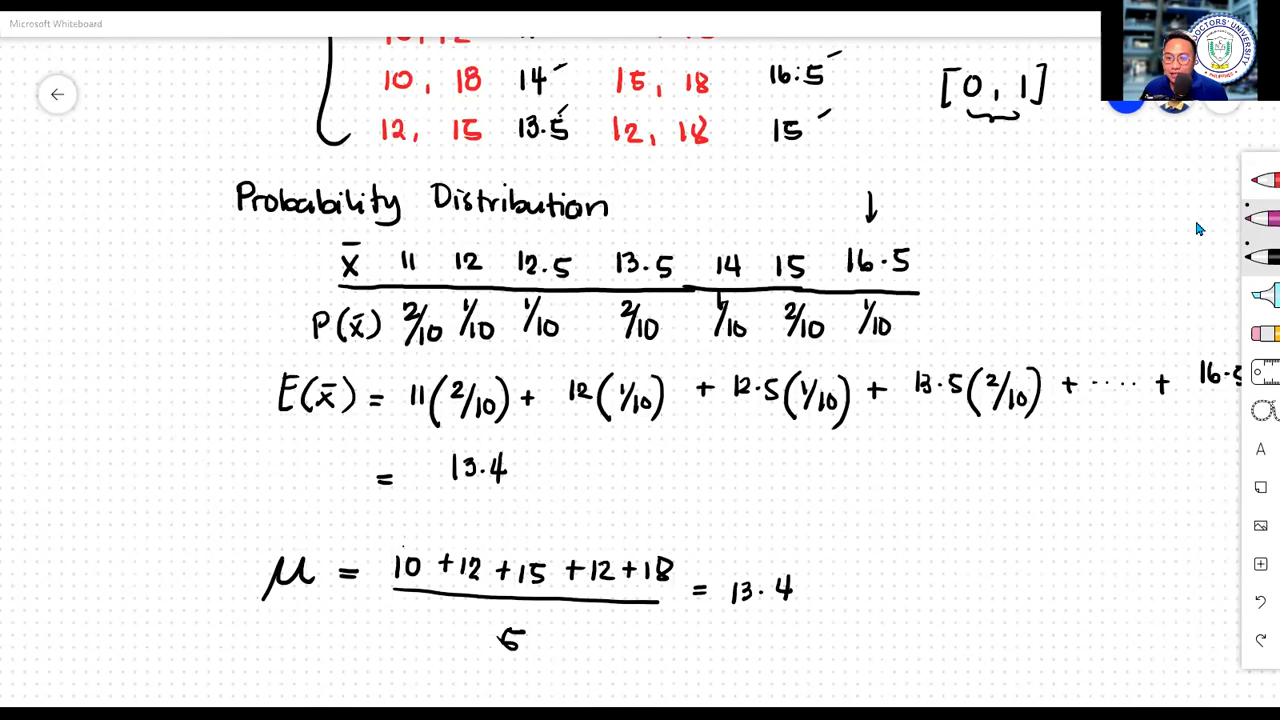 Microsoft Whiteboard
DOCTORS' UNIVERSITY
PHILIPPINES
10, 18 14 15, 18 16.5
[0, 1]
12, 15 13.5 12, 18 15
Probability Distribution
x̄ 11 12 12.5 13.5 14 15 16.5
P(x̄) 2/10 1/10 1/10 2/10 1/10 2/10 1/10
E(x̄) = 11(2/10) + 12(1/10) + 12.5(1/10) + 13.5(2/10) + ···· + 16.5
= 13.4
μ = 10 + 12 + 15 + 12 + 18 = 13.4
5
A